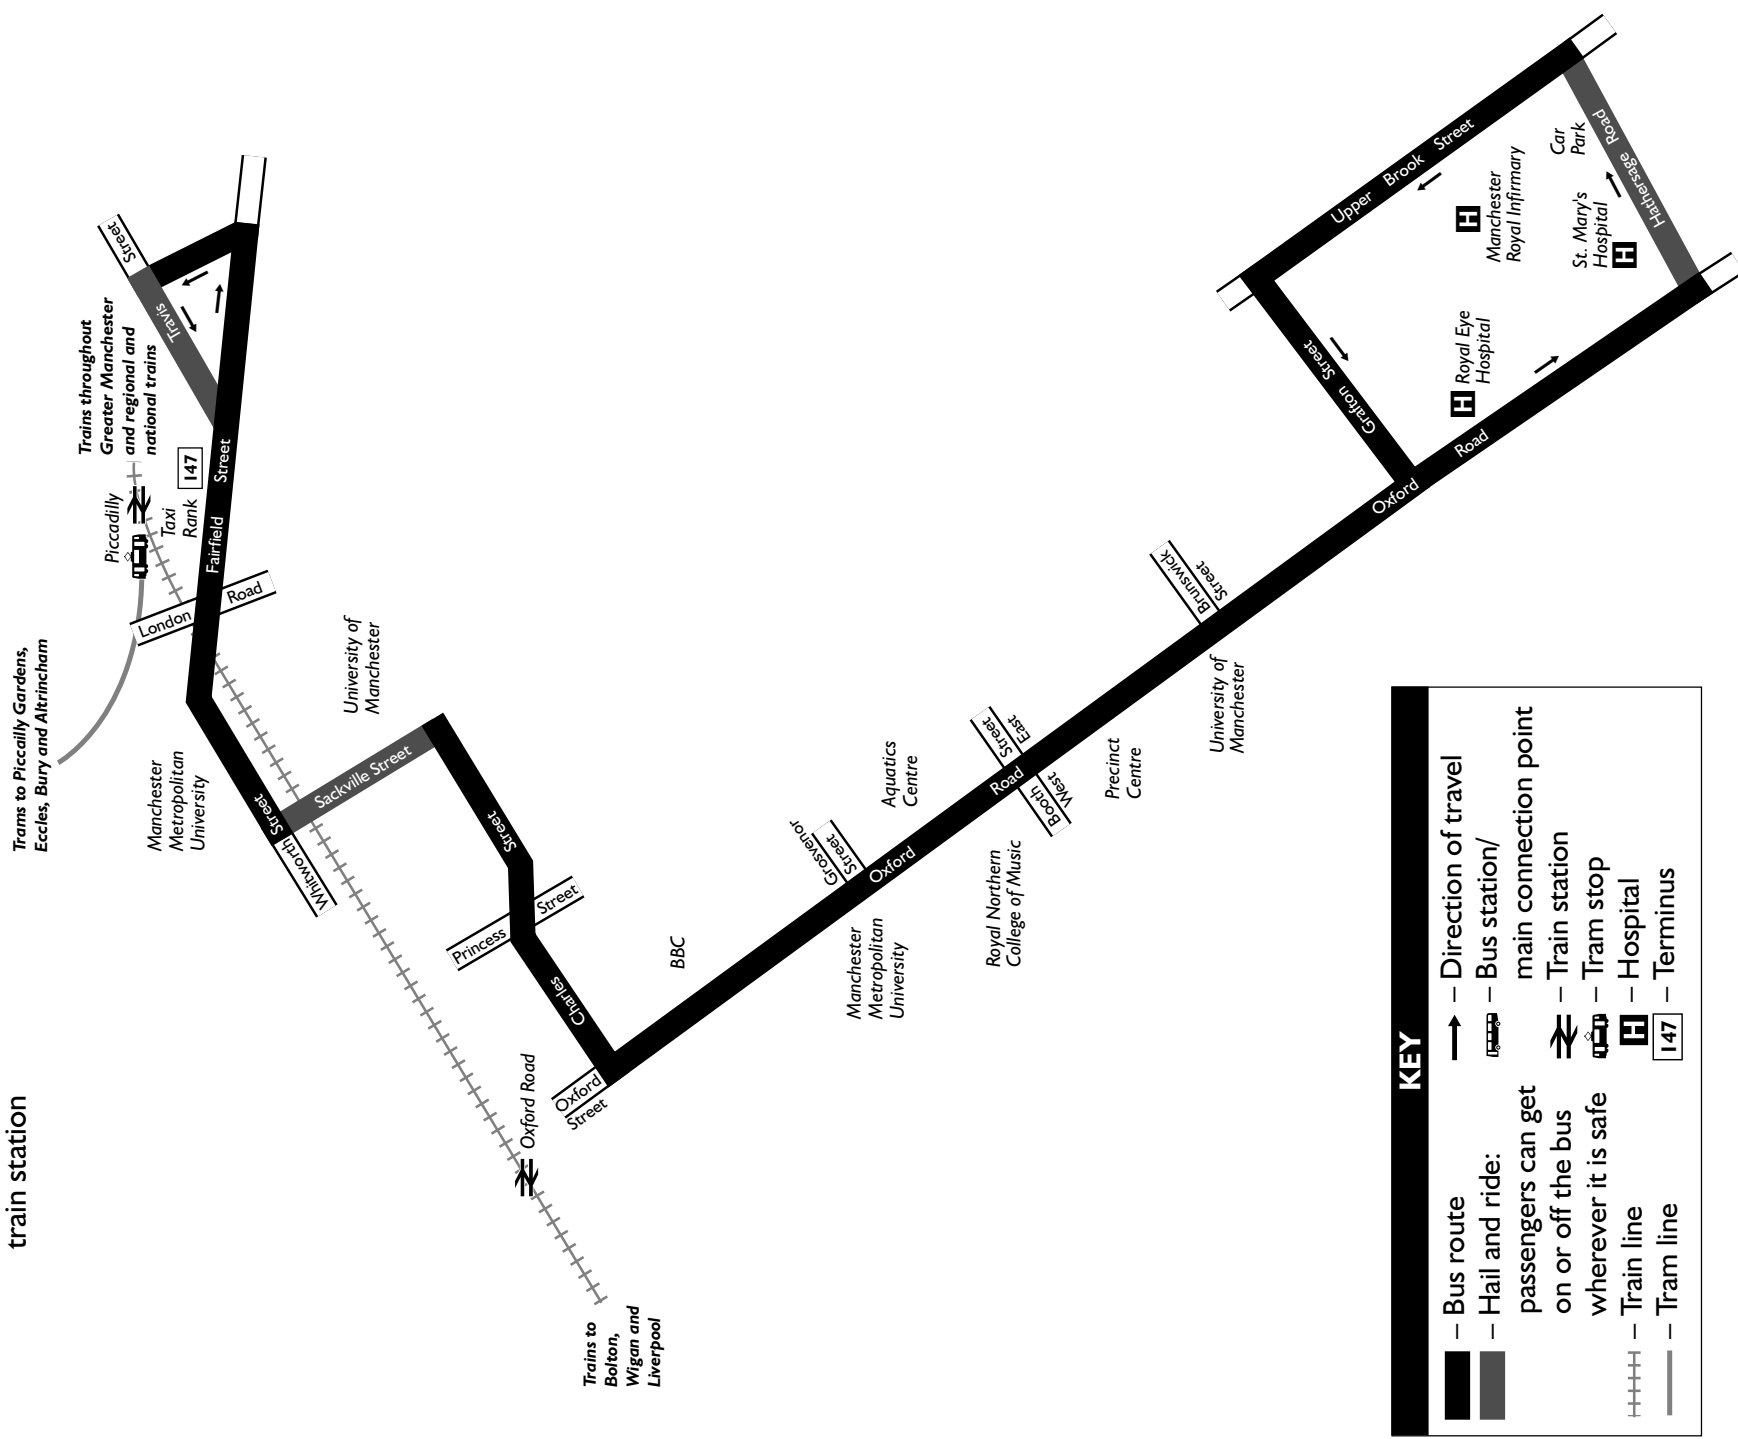 train station
Trams to Piccailly Gardens,
Eccles, Bury and Altrincham
Trains throughout
Greater Manchester
and regional and
national trains
Piccadilly
Taxi
Rank
147
Travis
Street
Fairfield Street
London Road
Manchester
Metropolitan
University
Whitworth Street
Sackville Street
University of
Manchester
Charles Street
Princess Street
Oxford Road
Trains to
Bolton,
Wigan and
Liverpool
Oxford
Street
BBC
Oxford Road
Manchester
Metropolitan
University
Grosvenor
Street
Aquatics
Centre
Royal Northern
College of Music
Booth Street
West East
Precinct
Centre
University of
Manchester
Brunswick
Street
Oxford Road
Grafton Street
Upper Brook Street
Hathersage Road
H
Royal Eye
Hospital
H
Manchester
Royal Infirmary
St. Mary's
Hospital
H
Car
Park
KEY
– Bus route
– Hail and ride:
passengers can get
on or off the bus
wherever it is safe
– Train line
– Tram line
– Direction of travel
– Bus station/
main connection point
– Train station
– Tram stop
H – Hospital
147 – Terminus